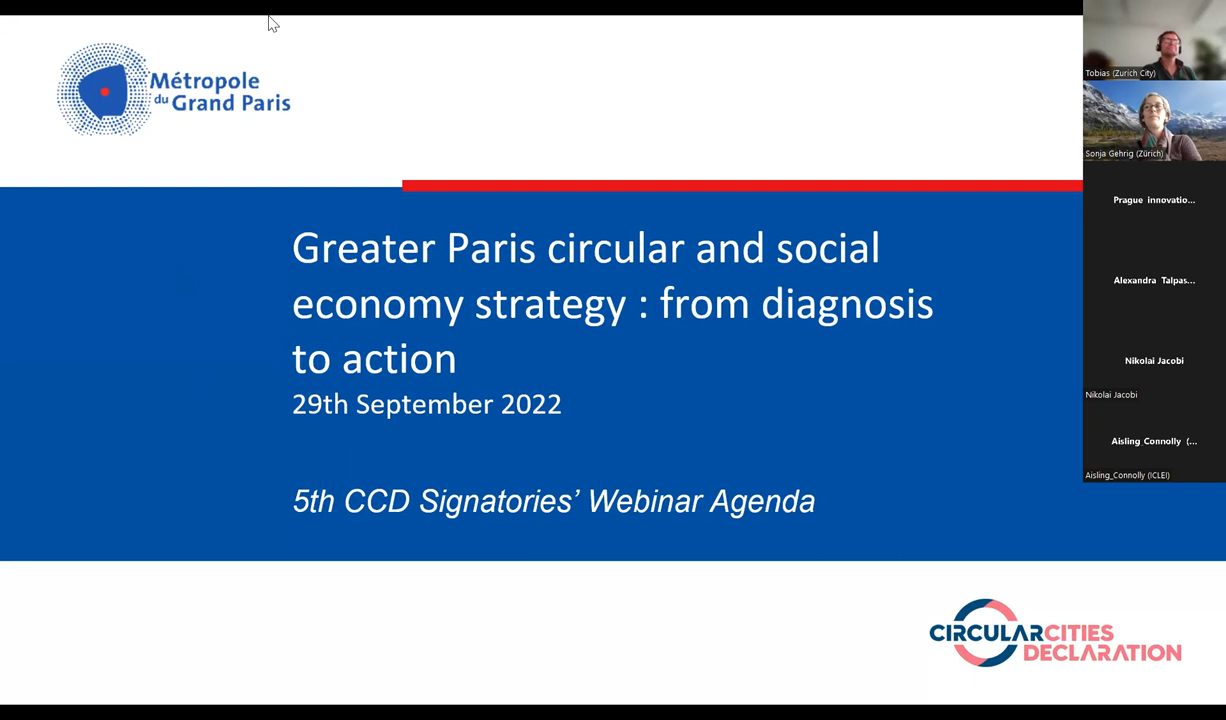 Métropole
du Grand Paris
Greater Paris circular and social
economy strategy : from diagnosis
to action
29th September 2022
5th CCD Signatories’ Webinar Agenda
CIRCULARCITIES
DECLARATION
Tobias (Zurich City)
Sonja Gehrig (Zürich)
Prague innovatio...
Alexandra Talpas...
Nikolai Jacobi
Nikolai Jacobi
Aisling Connolly (...
Aisling_Connolly (ICLEI)